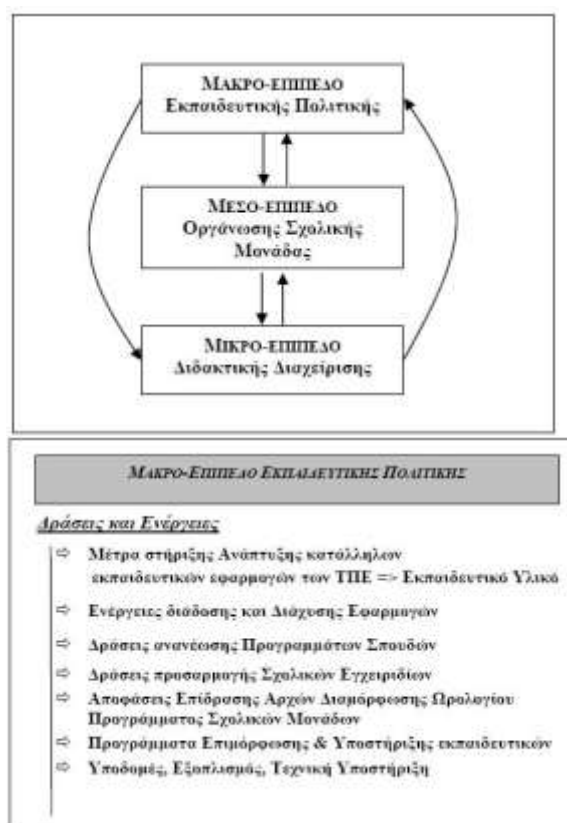 ΜΑΚΡΟ-ΕΠΙΠΕΔΟ
Εκπαιδευτικής Πολιτικής
ΜΕΣΟ-ΕΠΙΠΕΔΟ
Οργάνωσης Σχολικής
Μονάδας
ΜΙΚΡΟ-ΕΠΙΠΕΔΟ
Διδακτικής Διαχείρισης
ΜΑΚΡΟ-ΕΠΙΠΕΔΟ ΕΚΠΑΙΔΕΥΤΙΚΗΣ ΠΟΛΙΤΙΚΗΣ
Δράσεις και Ενέργειες
⇨ Μέτρα στήριξης Ανάπτυξης κατάλληλων
εκπαιδευτικών εφαρμογών των ΤΠΕ => Εκπαιδευτικό Υλικό
⇨ Ενέργειες διάδοσης και Διάχυσης Εφαρμογών
⇨ Δράσεις ανανέωσης Προγραμμάτων Σπουδών
⇨ Δράσεις προσαρμογής Σχολικών Εγχειριδίων
⇨ Αποφάσεις Επίδρασης Αρχών Διαμόρφωσης Ωρολογίου
Προγράμματος Σχολικών Μονάδων
⇨ Προγράμματα Επιμόρφωσης & Υποστήριξης εκπαιδευτικών
⇨ Υποδομές, Εξοπλισμός, Τεχνική Υποστήριξη